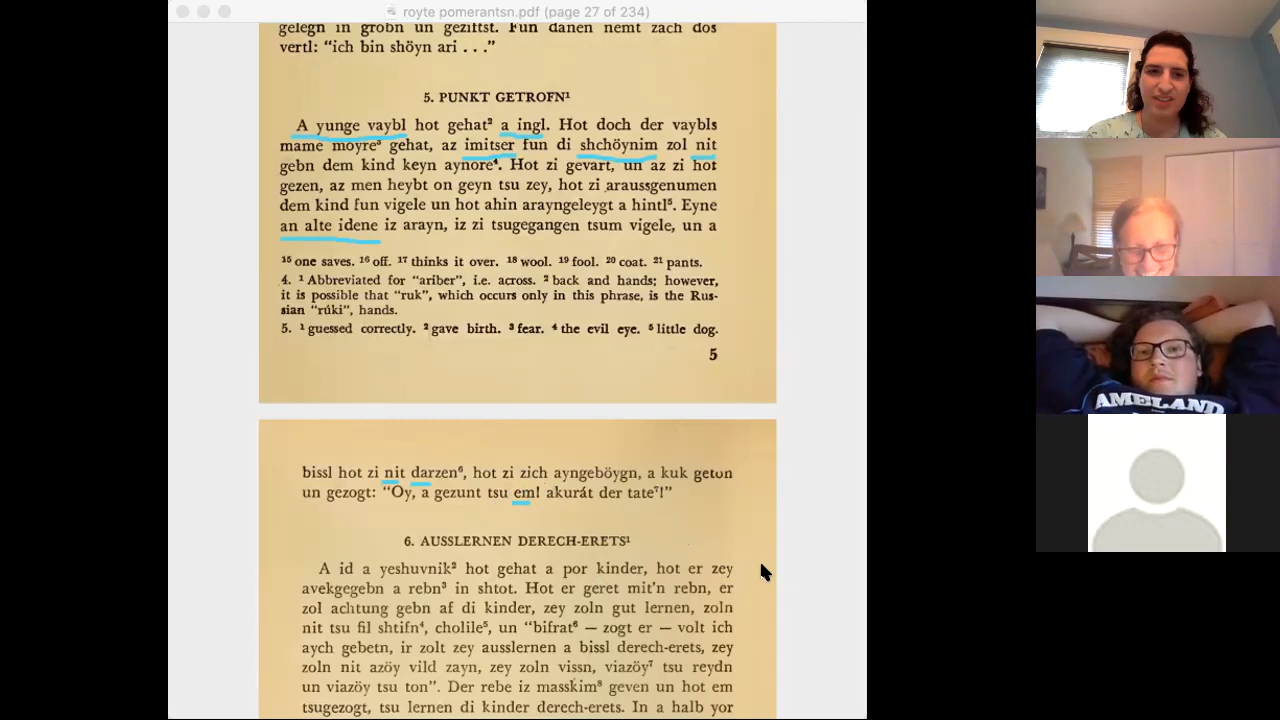 royte pomerantsn.pdf (page 27 of 234)
gelegn in grobn un geziftst. Fun danen nemt zach dos
vertl: “ich bin shöyn ari . . .”
5. PUNKT GETROFN¹
A yunge vaybl hot gehat² a ingl. Hot doch der vaybls
mame moyre³ gehat, az imitser fun di shchöynim zol nit
gebn dem kind keyn aynore⁴. Hot zi gevart, un az zi hot
gezen, az men heybt on geyn tsu zey, hot zi araussgenumen
dem kind fun vigele un hot ahin arayngeleygt a hintl⁵. Eyne
an alte idene iz arayn, iz zi tsugegangen tsum vigele, un a
¹⁵ one saves. ¹⁶ off. ¹⁷ thinks it over. ¹⁸ wool. ¹⁹ fool. ²⁰ coat. ²¹ pants.
4. ¹ Abbreviated for “ariber”, i.e. across. ² back and hands; however,
it is possible that “ruk”, which occurs only in this phrase, is the Rus-
sian “rúki”, hands.
5. ¹ guessed correctly. ² gave birth. ³ fear. ⁴ the evil eye. ⁵ little dog.
5
bissl hot zi nit darzen⁶, hot zi zich ayngeböygn, a kuk geton
un gezogt: “Oy, a gezunt tsu em! akurát der tate⁷!”
6. AUSSLERNEN DERECH-ERETS¹
A id a yeshuvnik² hot gehat a por kinder, hot er zey
avekgegebn a rebn³ in shtot. Hot er geret mit’n rebn, er
zol achtung gebn af di kinder, zey zoln gut lernen, zoln
nit tsu fil shtifn⁴, cholile⁵, un “bifrat⁶ — zogt er — volt ich
aych gebetn, ir zolt zey ausslernen a bissl derech-erets, zey
zoln nit azöy vild zayn, zey zoln vissn, viazöy⁷ tsu reydn
un viazöy tsu ton”. Der rebe iz masskim⁸ geven un hot em
tsugezogt, tsu lernen di kinder derech-erets. In a halb yor
AMELAND